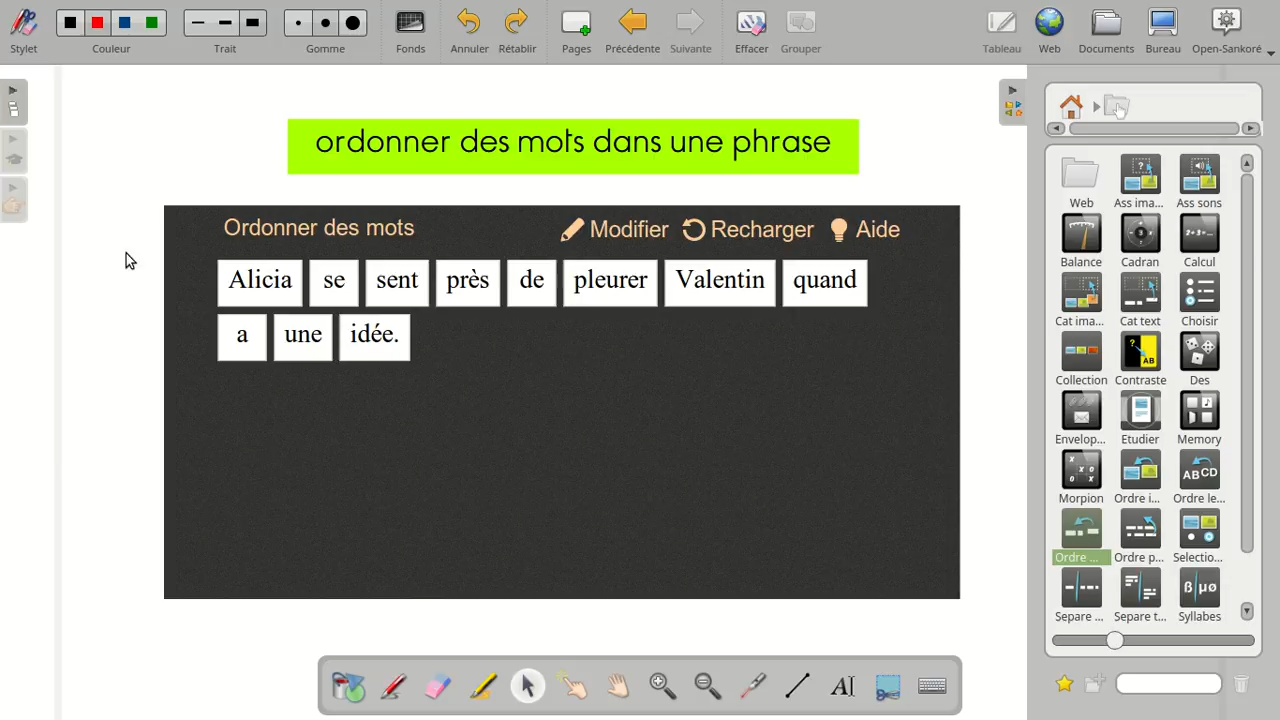 Stylet Couleur Trait Gomme Fonds Annuler Rétablir Pages Précédente Suivante Effacer Grouper Tableau Web Documents Bureau Open-Sankoré
ordonner des mots dans une phrase
Ordonner des mots Modifier Recharger Aide
Alicia se sent près de pleurer Valentin quand
a une idée.
Web Ass ima... Ass sons
Balance Cadran Calcul
Cat ima... Cat text Choisir
Collection Contraste Des
Envelop... Etudier Memory
Morpion Ordre i... Ordre le...
Ordre ... Ordre p... Selectio...
Separe ... Separe t... Syllabes